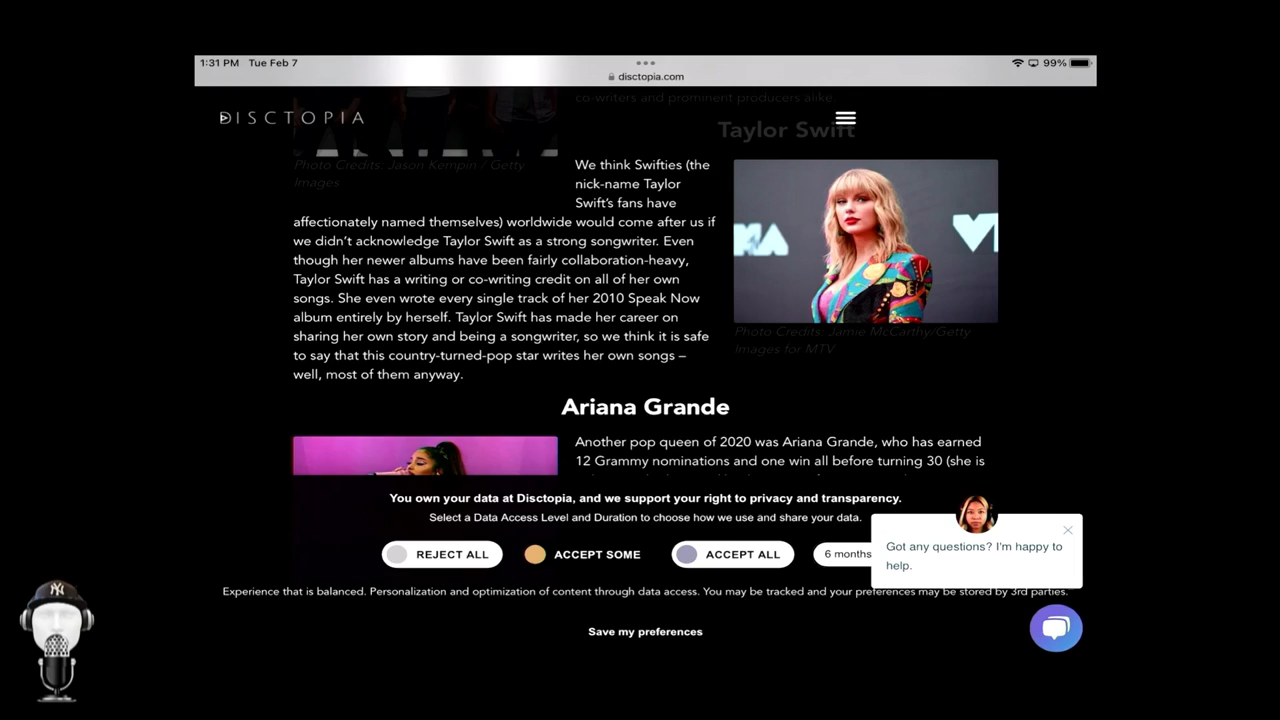 1:31 PM Tue Feb 7
disctopia.com
99%
co-writers and prominent producers alike.
DISCTOPIA
Taylor Swift
Photo Credits: Jason Kempin / Getty
Images
We think Swifties (the
nick-name Taylor
Swift’s fans have
affectionately named themselves) worldwide would come after us if
we didn’t acknowledge Taylor Swift as a strong songwriter. Even
though her newer albums have been fairly collaboration-heavy,
Taylor Swift has a writing or co-writing credit on all of her own
songs. She even wrote every single track of her 2010 Speak Now
album entirely by herself. Taylor Swift has made her career on
sharing her own story and being a songwriter, so we think it is safe
to say that this country-turned-pop star writes her own songs –
well, most of them anyway.
MA
V
Photo Credits: Jamie McCarthy/Getty
Images for MTV
Ariana Grande
Another pop queen of 2020 was Ariana Grande, who has earned
12 Grammy nominations and one win all before turning 30 (she is
You own your data at Disctopia, and we support your right to privacy and transparency.
Select a Data Access Level and Duration to choose how we use and share your data.
REJECT ALL ACCEPT SOME ACCEPT ALL 6 months
Got any questions? I'm happy to
help.
Experience that is balanced. Personalization and optimization of content through data access. You may be tracked and your preferences may be stored by 3rd parties.
Save my preferences
NY